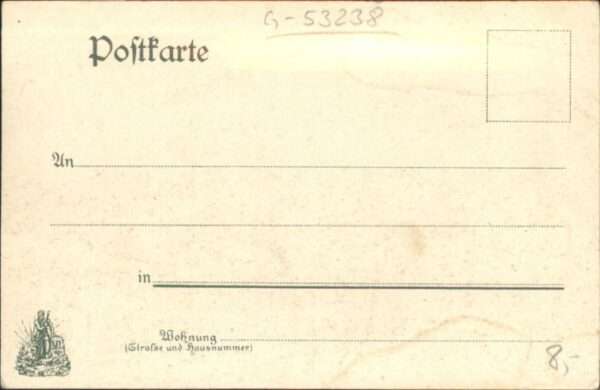 G-53238
Postkarte
An
in
Wohnung
(Straße und Hausnummer)
8,-